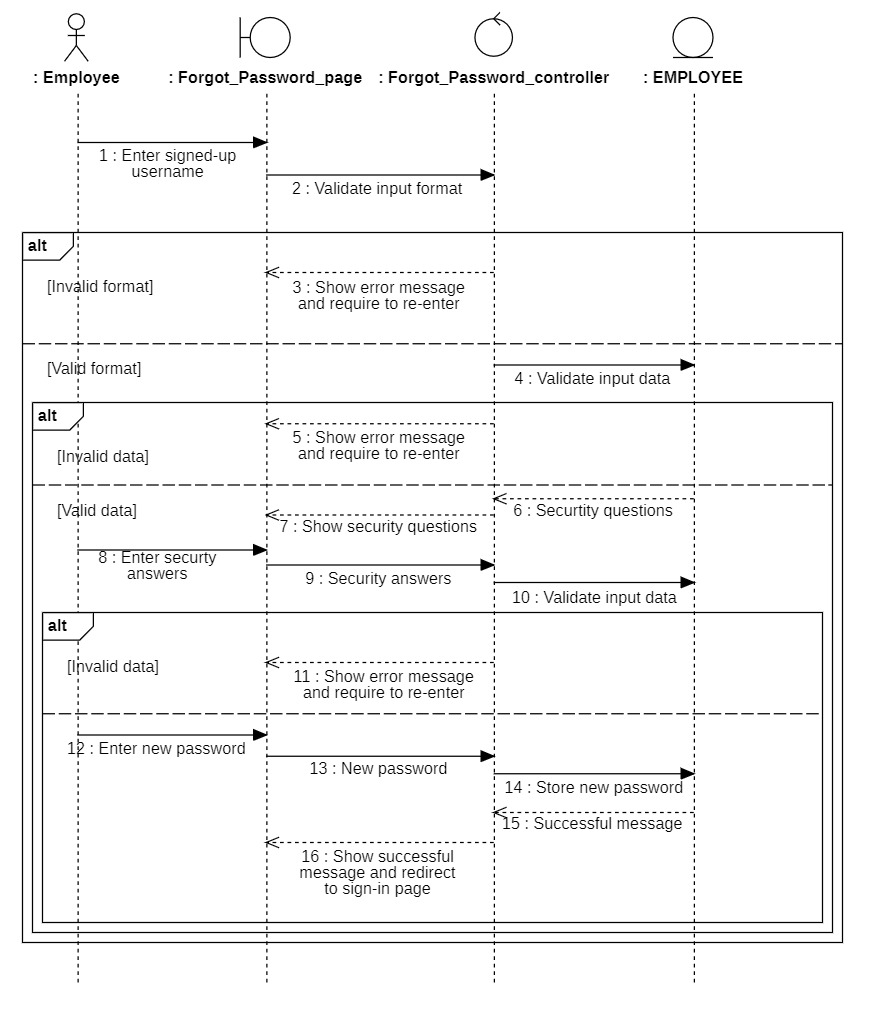 : Employee
: Forgot_Password_page
: Forgot_Password_controller
: EMPLOYEE
1 : Enter signed-up
username
2 : Validate input format
alt
[Invalid format]
3 : Show error message
and require to re-enter
[Valid format]
4 : Validate input data
alt
5 : Show error message
and require to re-enter
[Invalid data]
[Valid data]
6 : Securtity questions
7 : Show security questions
8 : Enter securty
answers
9 : Security answers
10 : Validate input data
alt
[Invalid data]
11 : Show error message
and require to re-enter
12 : Enter new password
13 : New password
14 : Store new password
15 : Successful message
16 : Show successful
message and redirect
to sign-in page